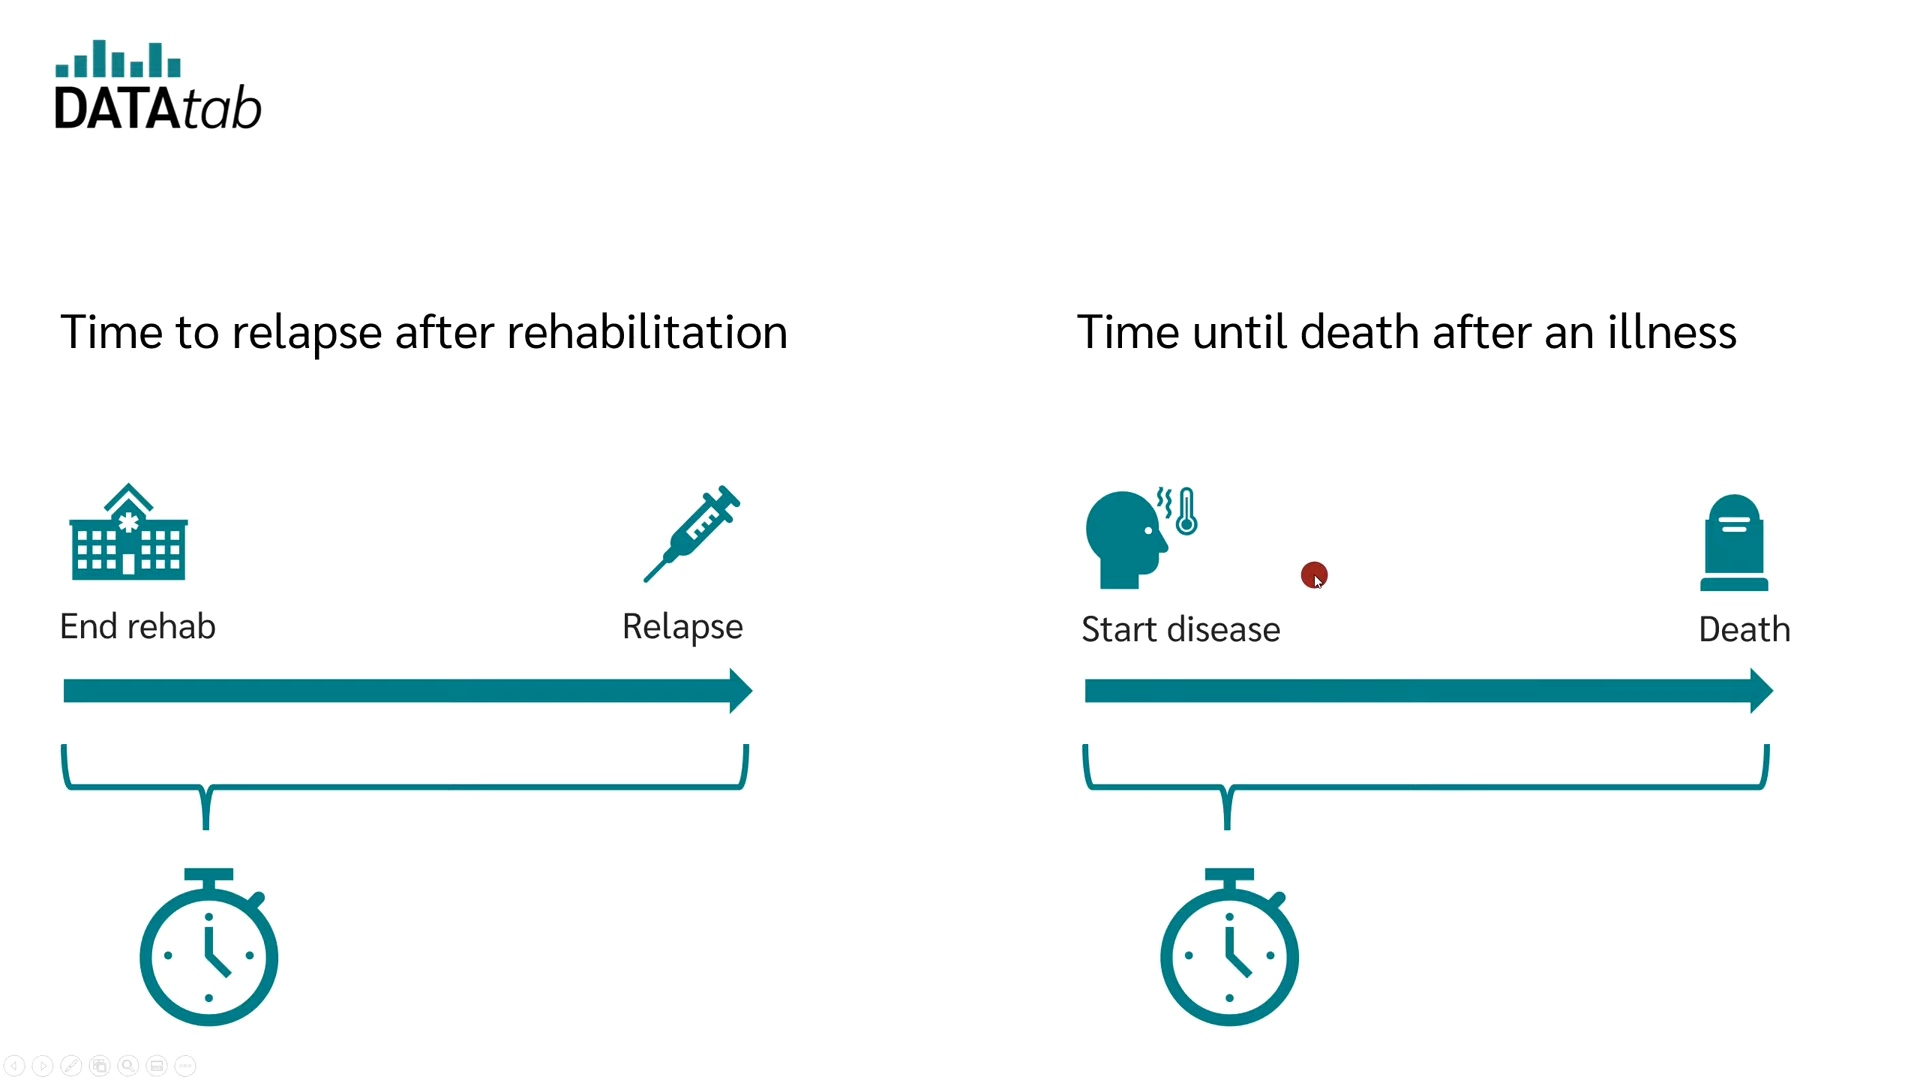 DATAtab
Time to relapse after rehabilitation
Time until death after an illness
End rehab
Relapse
Start disease
Death